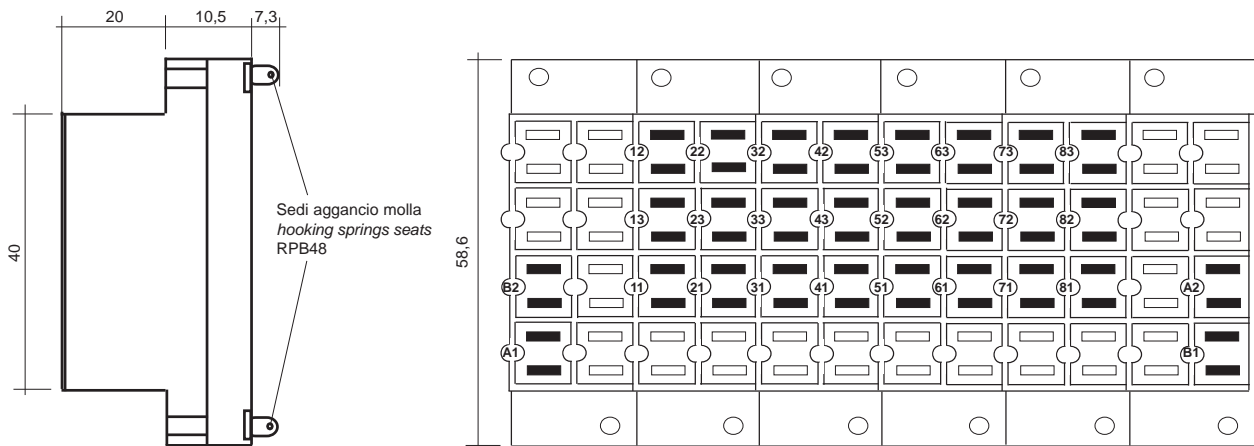 20 10,5 7,3
40
Sedi aggancio molla
hooking springs seats
RPB48
58,6
12 22 32 42 53 63 73 83
13 23 33 43 52 62 72 82
B2 11 21 31 41 51 61 71 81 A2
A1 B1